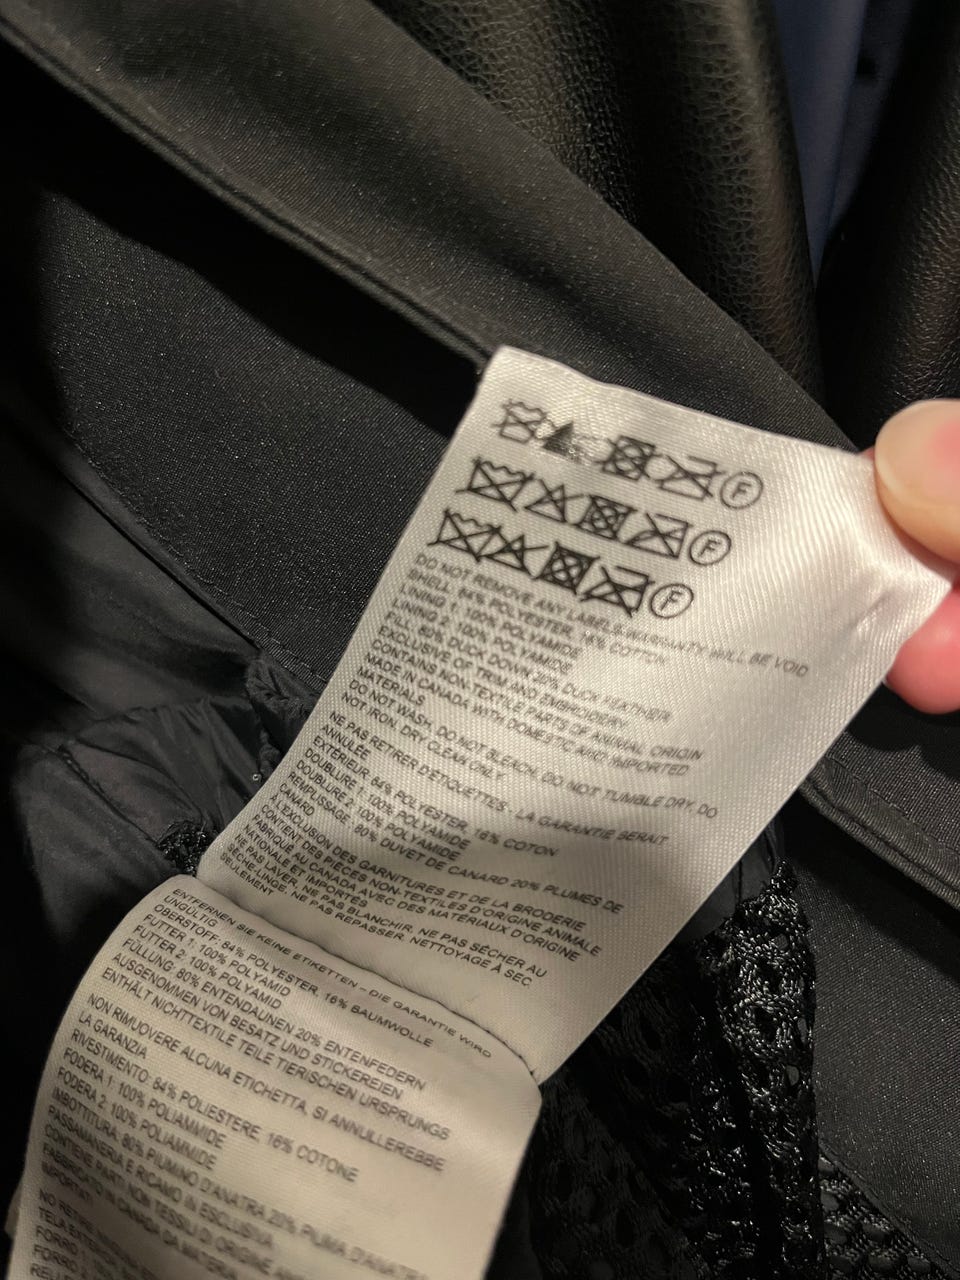 F
F
F
DO NOT REMOVE ANY LABELS WARRANTY WILL BE VOID
SHELL: 84% POLYESTER, 16% COTTON
LINING 1: 100% POLYAMIDE
LINING 2: 100% POLYAMIDE
FILL: 80% DUCK DOWN 20% DUCK FEATHER
EXCLUSIVE OF TRIM AND EMBROIDERY
CONTAINS NON-TEXTILE PARTS OF ANIMAL ORIGIN
MADE IN CANADA WITH DOMESTIC AND IMPORTED
MATERIALS
DO NOT WASH, DO NOT BLEACH, DO NOT TUMBLE DRY, DO
NOT IRON, DRY CLEAN ONLY
NE PAS RETIRER D'ÉTIQUETTES - LA GARANTIE SERAIT
ANNULÉE
EXTÉRIEUR: 84% POLYESTER, 16% COTON
DOUBLURE 1: 100% POLYAMIDE
DOUBLURE 2: 100% POLYAMIDE
REMPLISSAGE: 80% DUVET DE CANARD 20% PLUMES DE
CANARD
À L'EXCLUSION DES GARNITURES ET DE LA BRODERIE
CONTIENT DES PIÈCES NON-TEXTILES D'ORIGINE ANIMALE
FABRIQUÉ AU CANADA AVEC DES MATÉRIAUX D'ORIGINE
NATIONALE ET IMPORTÉS
NE PAS LAVER, NE PAS BLANCHIR, NE PAS SÉCHER AU
SÈCHE-LINGE, NE PAS REPASSER, NETTOYAGE À SEC
SEULEMENT
ENTFERNEN SIE KEINE ETIKETTEN - DIE GARANTIE WIRD
UNGÜLTIG
OBERSTOFF: 84% POLYESTER, 16% BAUMWOLLE
FUTTER 1: 100% POLYAMID
FUTTER 2: 100% POLYAMID
FÜLLUNG: 80% ENTENDAUNEN 20% ENTENFEDERN
AUSGENOMMEN VON BESATZ UND STICKEREIEN
ENTHÄLT NICHTTEXTILE TEILE TIERISCHEN URSPRUNGS
NON RIMUOVERE ALCUNA ETICHETTA, SI ANNULLEREBBE
LA GARANZIA
RIVESTIMENTO: 84% POLIESTERE, 16% COTONE
FODERA 1: 100% POLIAMMIDE
FODERA 2: 100% POLIAMMIDE
IMBOTTITURA: 80% PIUMINO D'ANATRA 20% PIUMA D'ANATRA
PASSAMANERIA E RICAMO IN ESCLUSIVA
CONTIENE PARTI NON TESSILI DI ORIGINE
FABBRICATO IN CANADA DA
IMPORTATI
NO RETIRE
TELA EXTERIOR
FORRO 1
FORRO